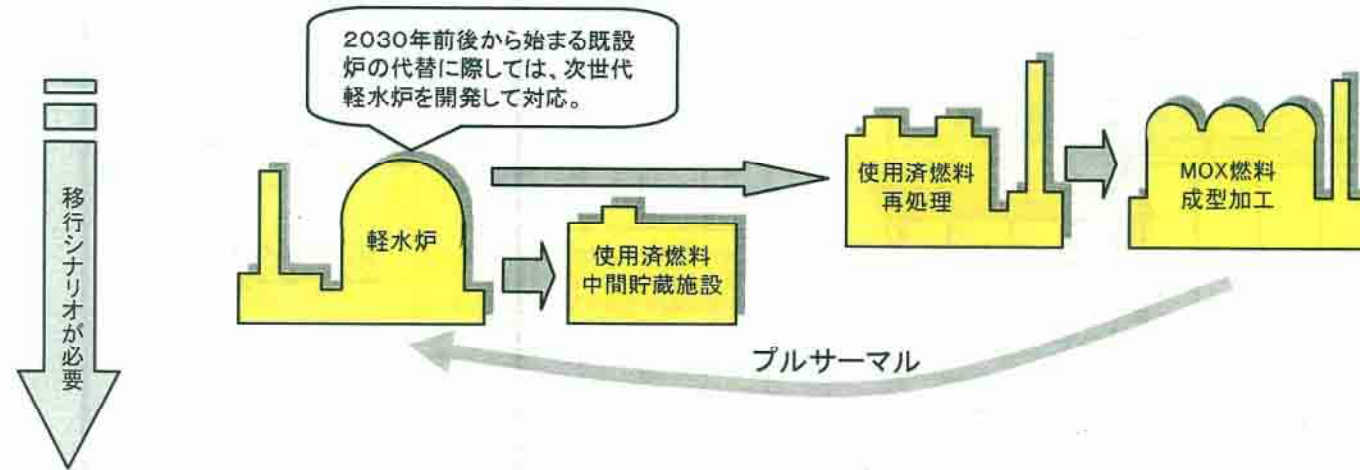 2030年前後から始まる既設
炉の代替に際しては、次世代
軽水炉を開発して対応。
移行シナリオが必要
軽水炉
使用済燃料
中間貯蔵施設
使用済燃料
再処理
MOX燃料
成型加工
プルサーマル